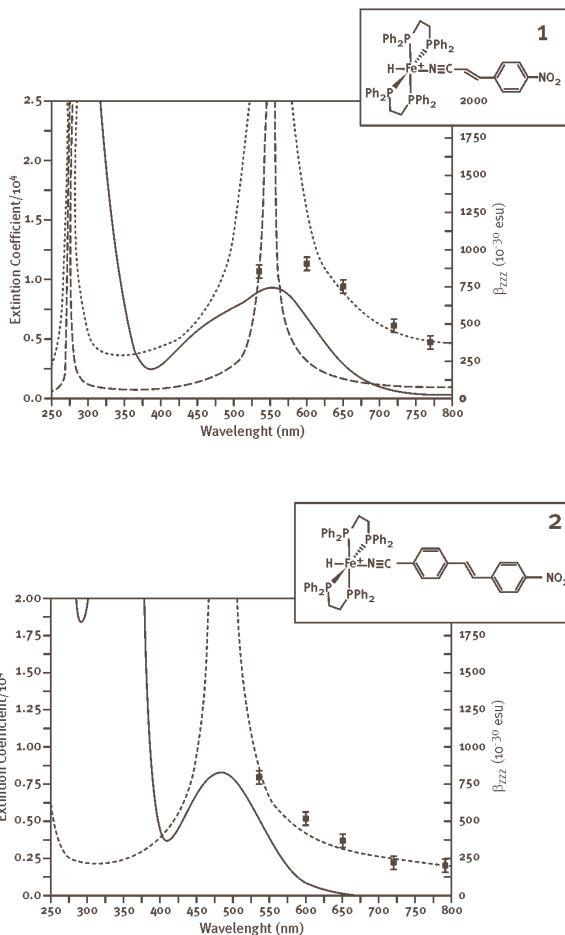 1
Ph₂P PPh₂
H-Fe⁺-N≡C NO₂
Ph₂P PPh₂
2.5
2.0
1.5
1.0
0.5
0.0
Extintion Coefficient/10⁴
2000
1750
1500
1250
1000
750
500
250
0
βzzz (10⁻³⁰ esu)
250 300 350 400 450 500 550 600 650 700 750 800
Wavelenght (nm)
2
Ph₂P PPh₂
H-Fe⁺-N≡C NO₂
Ph₂P PPh₂
2.00
1.75
1.50
1.25
1.00
0.75
0.50
0.25
0.0
Extintion Coefficient/10⁴
1750
1500
1250
1000
750
500
250
0
βzzz (10⁻³⁰ esu)
250 300 350 400 450 500 550 600 650 700 750 800
Wavelenght (nm)